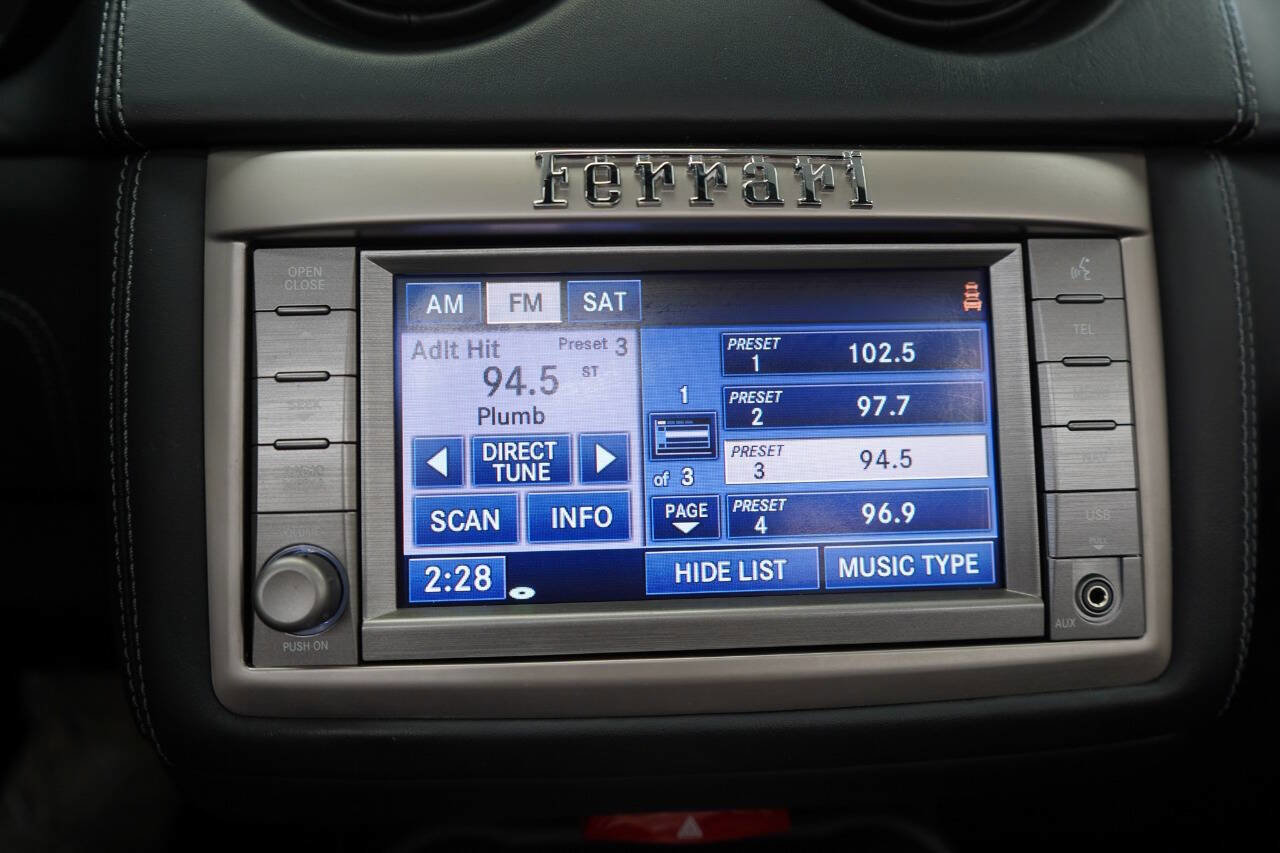 Ferrari
OPEN
CLOSE
AM FM SAT
Adlt Hit Preset 3
94.5 ST
Plumb
DIRECT
TUNE
SCAN INFO
2:28
1
of 3
PAGE
PRESET
1 102.5
PRESET
2 97.7
PRESET
3 94.5
PRESET
4 96.9
HIDE LIST MUSIC TYPE
PUSH ON
TEL
NAV
USB
PULL
AUX